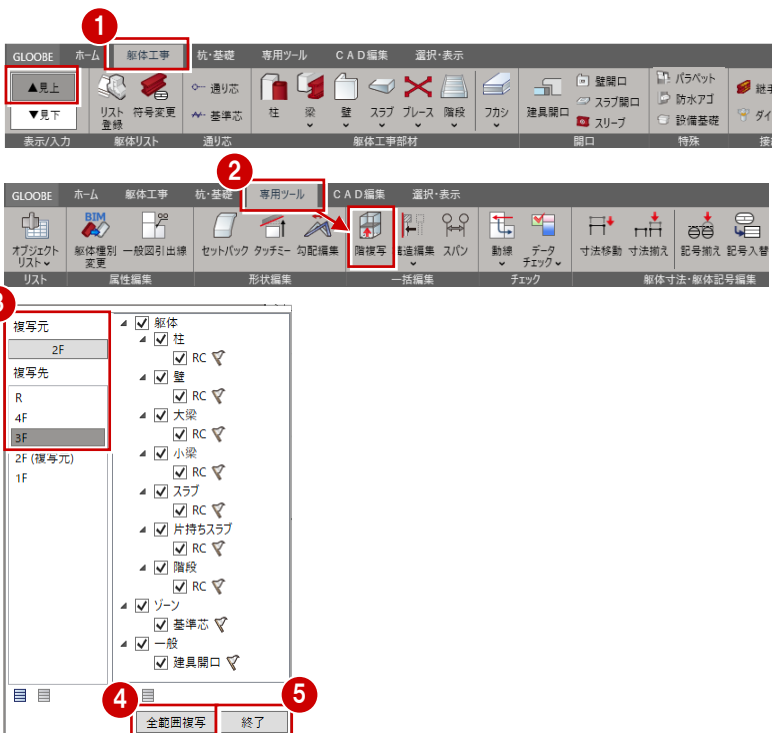 1
GLOOBE ホーム 躯体工事 杭・基礎 専用ツール CAD編集 選択・表示
▲見上
▼見下
リスト登録 符号変更
通り芯
基準芯
柱 梁 壁 スラブ ブレース 階段 フカシ
建具開口
壁開口
スラブ開口
スリーブ
パラペット
防水アゴ
設備基礎
継手
ダイ
表示/入力 躯体リスト 通り芯 躯体工事部材 開口 特殊
2
GLOOBE ホーム 躯体工事 杭・基礎 専用ツール CAD編集 選択・表示
BIM
オブジェクトリスト 躯体種別変更 一般図引出線 セットバック タッチミー 勾配編集 階複写 構造編集 スパン 動線 データチェック 寸法移動 寸法揃え 記号揃え 記号入替
リスト 属性編集 形状編集 一括編集 チェック 躯体寸法・躯体記号編集
複写元
2F
複写先
R
4F
3F
2F (複写元)
1F
躯体
柱
RC
壁
RC
大梁
RC
小梁
RC
スラブ
RC
片持ちスラブ
RC
階段
RC
ゾーン
基準芯
一般
建具開口
4
5
全範囲複写 終了